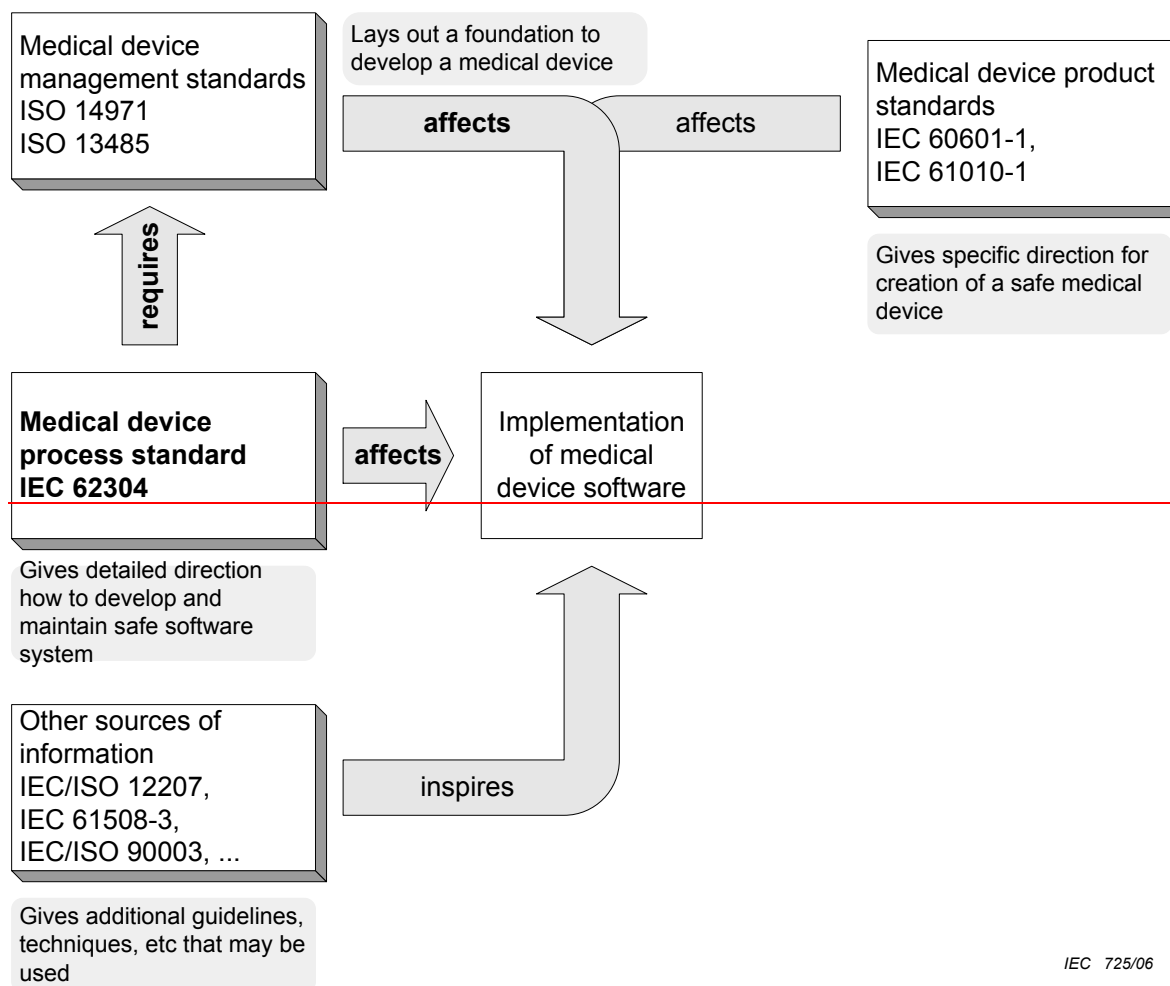 Medical device
management standards
ISO 14971
ISO 13485
Lays out a foundation to
develop a medical device
affects
affects
Medical device product
standards
IEC 60601-1,
IEC 61010-1
Gives specific direction for
creation of a safe medical
device
requires
Medical device
process standard
IEC 62304
affects
Implementation
of medical
device software
Gives detailed direction
how to develop and
maintain safe software
system
Other sources of
information
IEC/ISO 12207,
IEC 61508-3,
IEC/ISO 90003, ...
inspires
Gives additional guidelines,
techniques, etc that may be
used
IEC 725/06